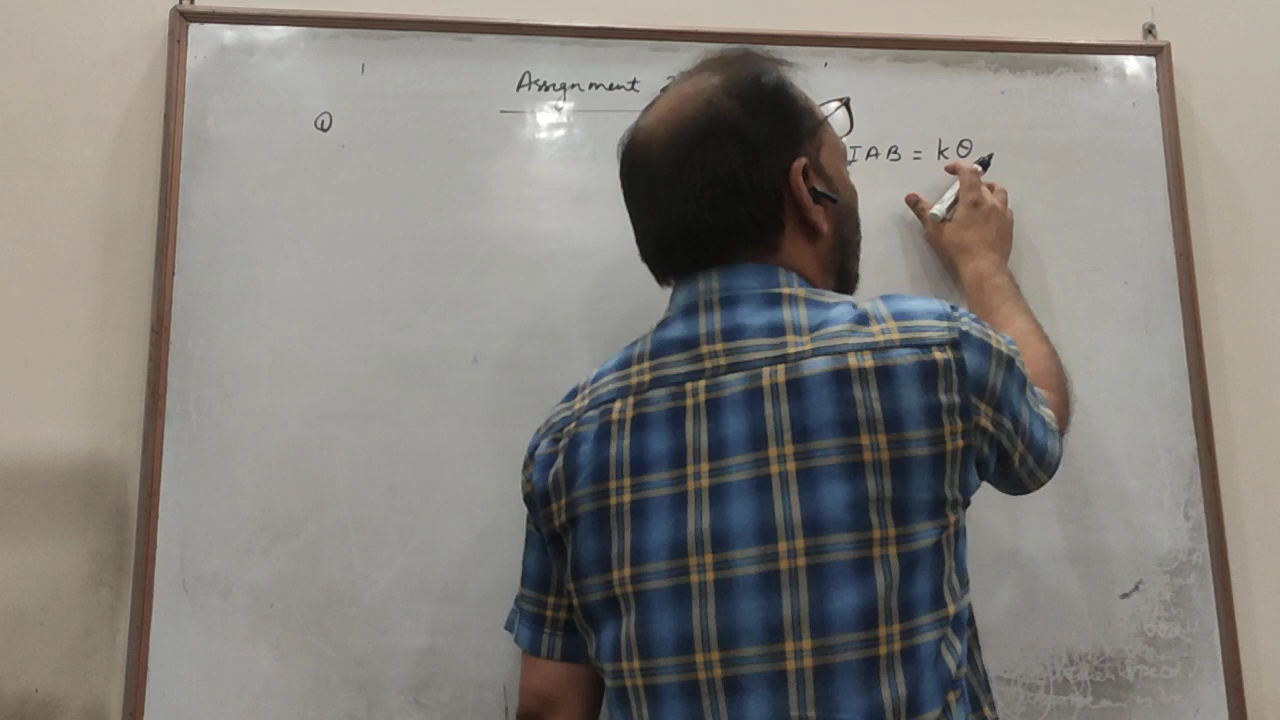 Assignment
①
IAB = kθ